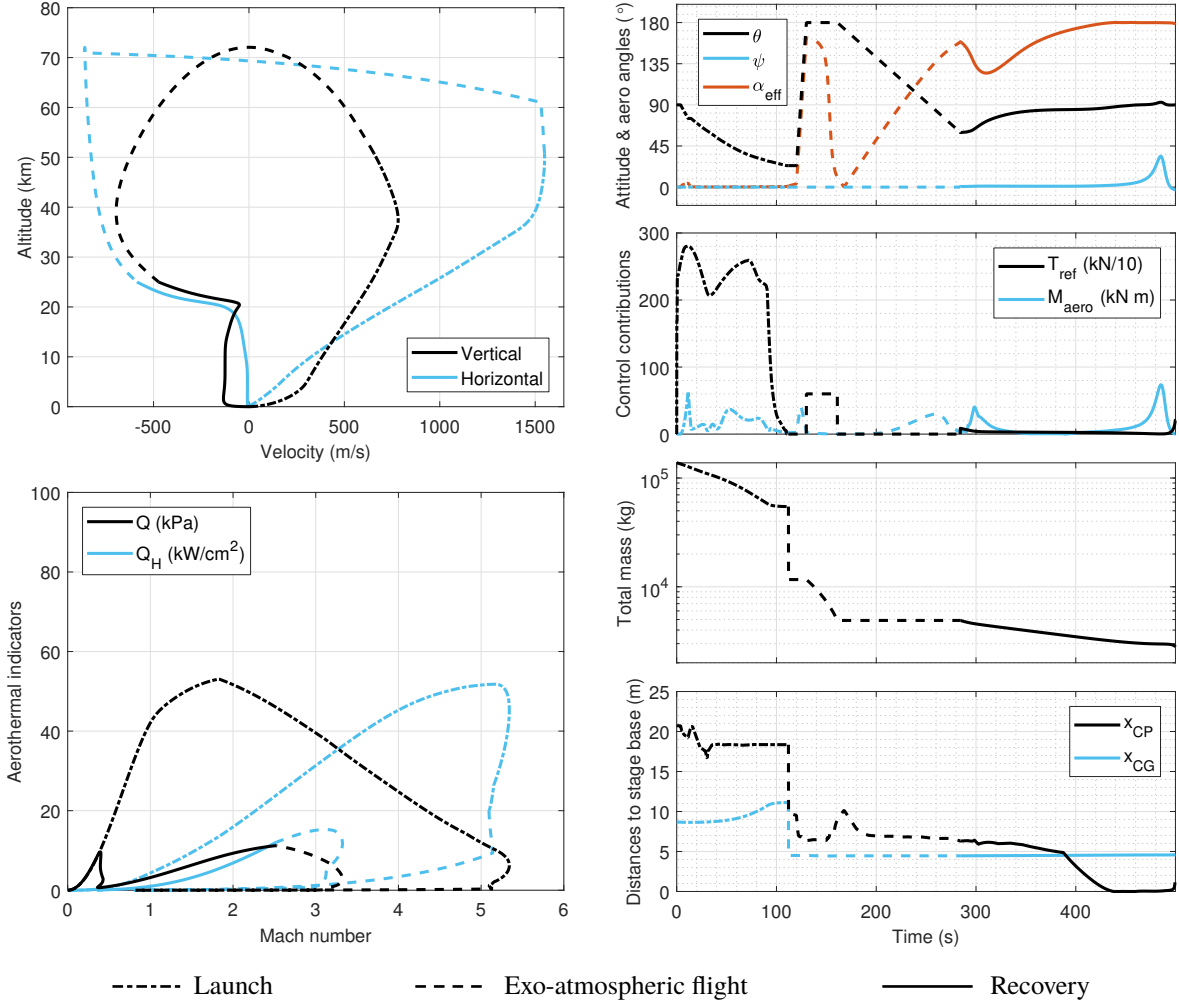 80
70
60
50
40
30
20
10
0
Altitude (km)
-500 0 500 1000 1500
Velocity (m/s)
Vertical
Horizontal
100
80
60
40
20
0
Aerothermal indicators
0 1 2 3 4 5 6
Mach number
Q (kPa)
Q_H (kW/cm²)
180
135
90
45
0
Attitude & aero angles (°)
θ
ψ
α_eff
300
200
100
0
Control contributions
T_ref (kN/10)
M_aero (kN m)
10⁵
10⁴
Total mass (kg)
25
20
15
10
5
0
Distances to stage base (m)
x_CP
x_CG
0 100 200 300 400
Time (s)
Launch Exo-atmospheric flight Recovery